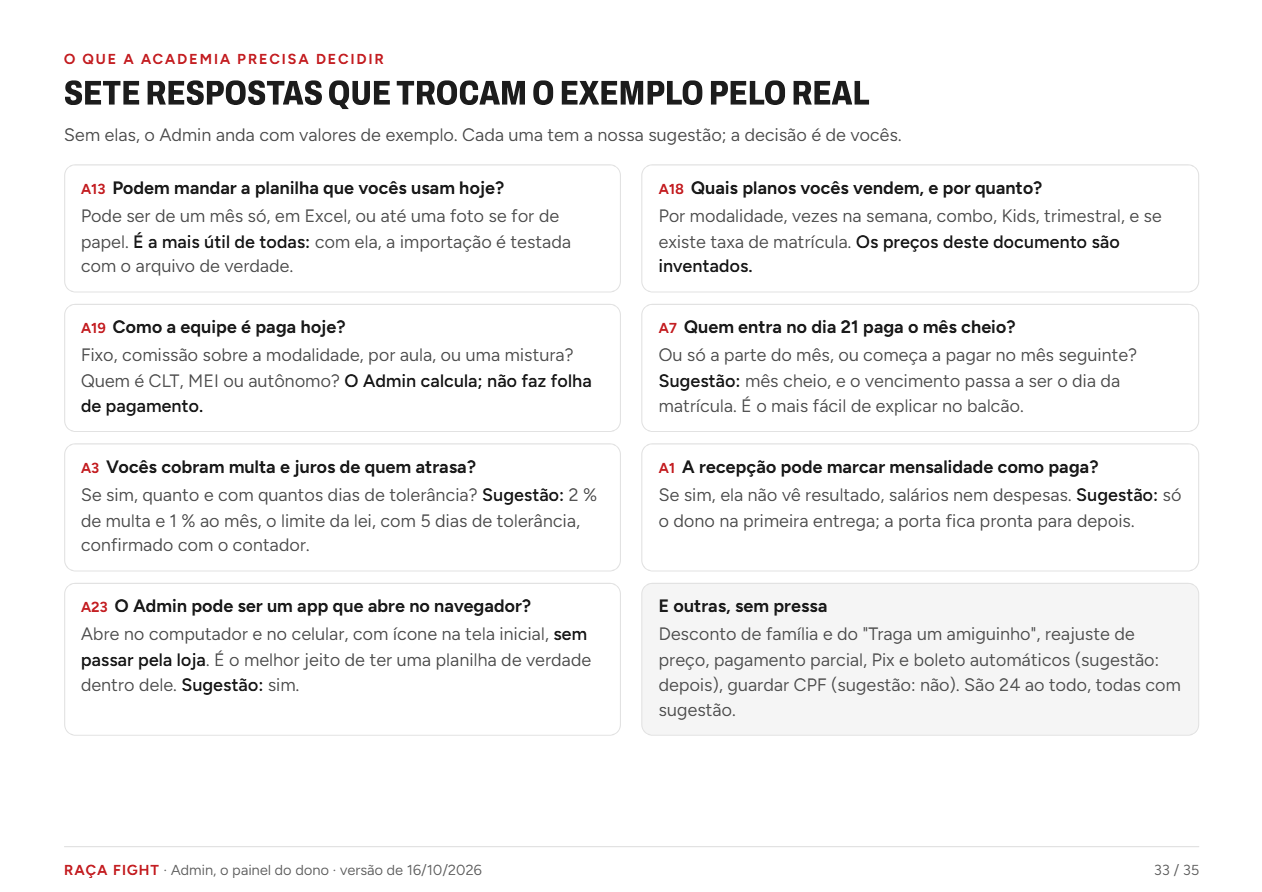 O QUE A ACADEMIA PRECISA DECIDIR
SETE RESPOSTAS QUE TROCAM O EXEMPLO PELO REAL
Sem elas, o Admin anda com valores de exemplo. Cada uma tem a nossa sugestão; a decisão é de vocês.
A13 Podem mandar a planilha que vocês usam hoje?
Pode ser de um mês só, em Excel, ou até uma foto se for de
papel. É a mais útil de todas: com ela, a importação é testada
com o arquivo de verdade.
A18 Quais planos vocês vendem, e por quanto?
Por modalidade, vezes na semana, combo, Kids, trimestral, e se
existe taxa de matrícula. Os preços deste documento são
inventados.
A19 Como a equipe é paga hoje?
Fixo, comissão sobre a modalidade, por aula, ou uma mistura?
Quem é CLT, MEI ou autônomo? O Admin calcula; não faz folha
de pagamento.
A7 Quem entra no dia 21 paga o mês cheio?
Ou só a parte do mês, ou começa a pagar no mês seguinte?
Sugestão: mês cheio, e o vencimento passa a ser o dia da
matrícula. É o mais fácil de explicar no balcão.
A3 Vocês cobram multa e juros de quem atrasa?
Se sim, quanto e com quantos dias de tolerância? Sugestão: 2 %
de multa e 1 % ao mês, o limite da lei, com 5 dias de tolerância,
confirmado com o contador.
A1 A recepção pode marcar mensalidade como paga?
Se sim, ela não vê resultado, salários nem despesas. Sugestão: só
o dono na primeira entrega; a porta fica pronta para depois.
A23 O Admin pode ser um app que abre no navegador?
Abre no computador e no celular, com ícone na tela inicial, sem
passar pela loja. É o melhor jeito de ter uma planilha de verdade
dentro dele. Sugestão: sim.
E outras, sem pressa
Desconto de família e do "Traga um amiguinho", reajuste de
preço, pagamento parcial, Pix e boleto automáticos (sugestão:
depois), guardar CPF (sugestão: não). São 24 ao todo, todas com
sugestão.
RAÇA FIGHT · Admin, o painel do dono · versão de 16/10/2026
33 / 35